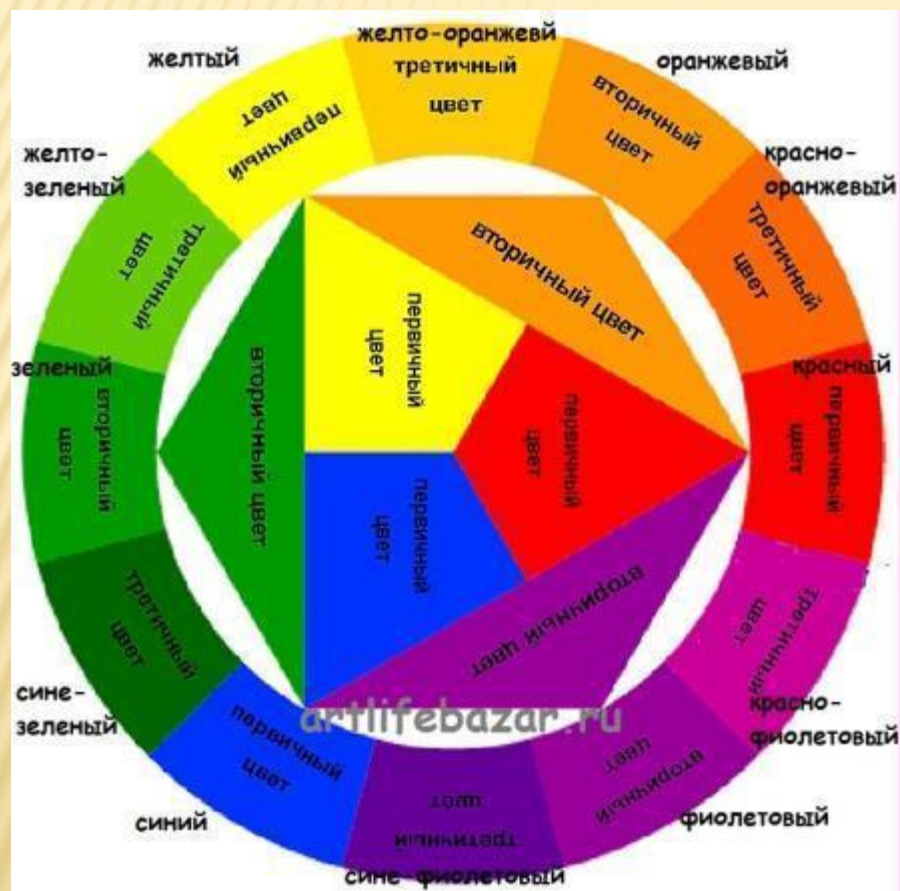 желто-оранжевй
третичный
цвет
оранжевый
вторичный
цвет
красно-
оранжевый
третичный
цвет
красный
первичный
цвет
третичный
цвет
красно-
фиолетовый
вторичный
цвет
фиолетовый
третичный
цвет
сине-фиолетовый
первичный
цвет
синий
третичный
цвет
сине-
зеленый
зеленый
вторичный
цвет
желто-
зеленый
третичный
цвет
желтый
первичный
цвет
вторичный цвет
первичный
цвет
первичный
цвет
первичный
цвет
вторичный цвет
вторичный цвет
artlifebazar.ru